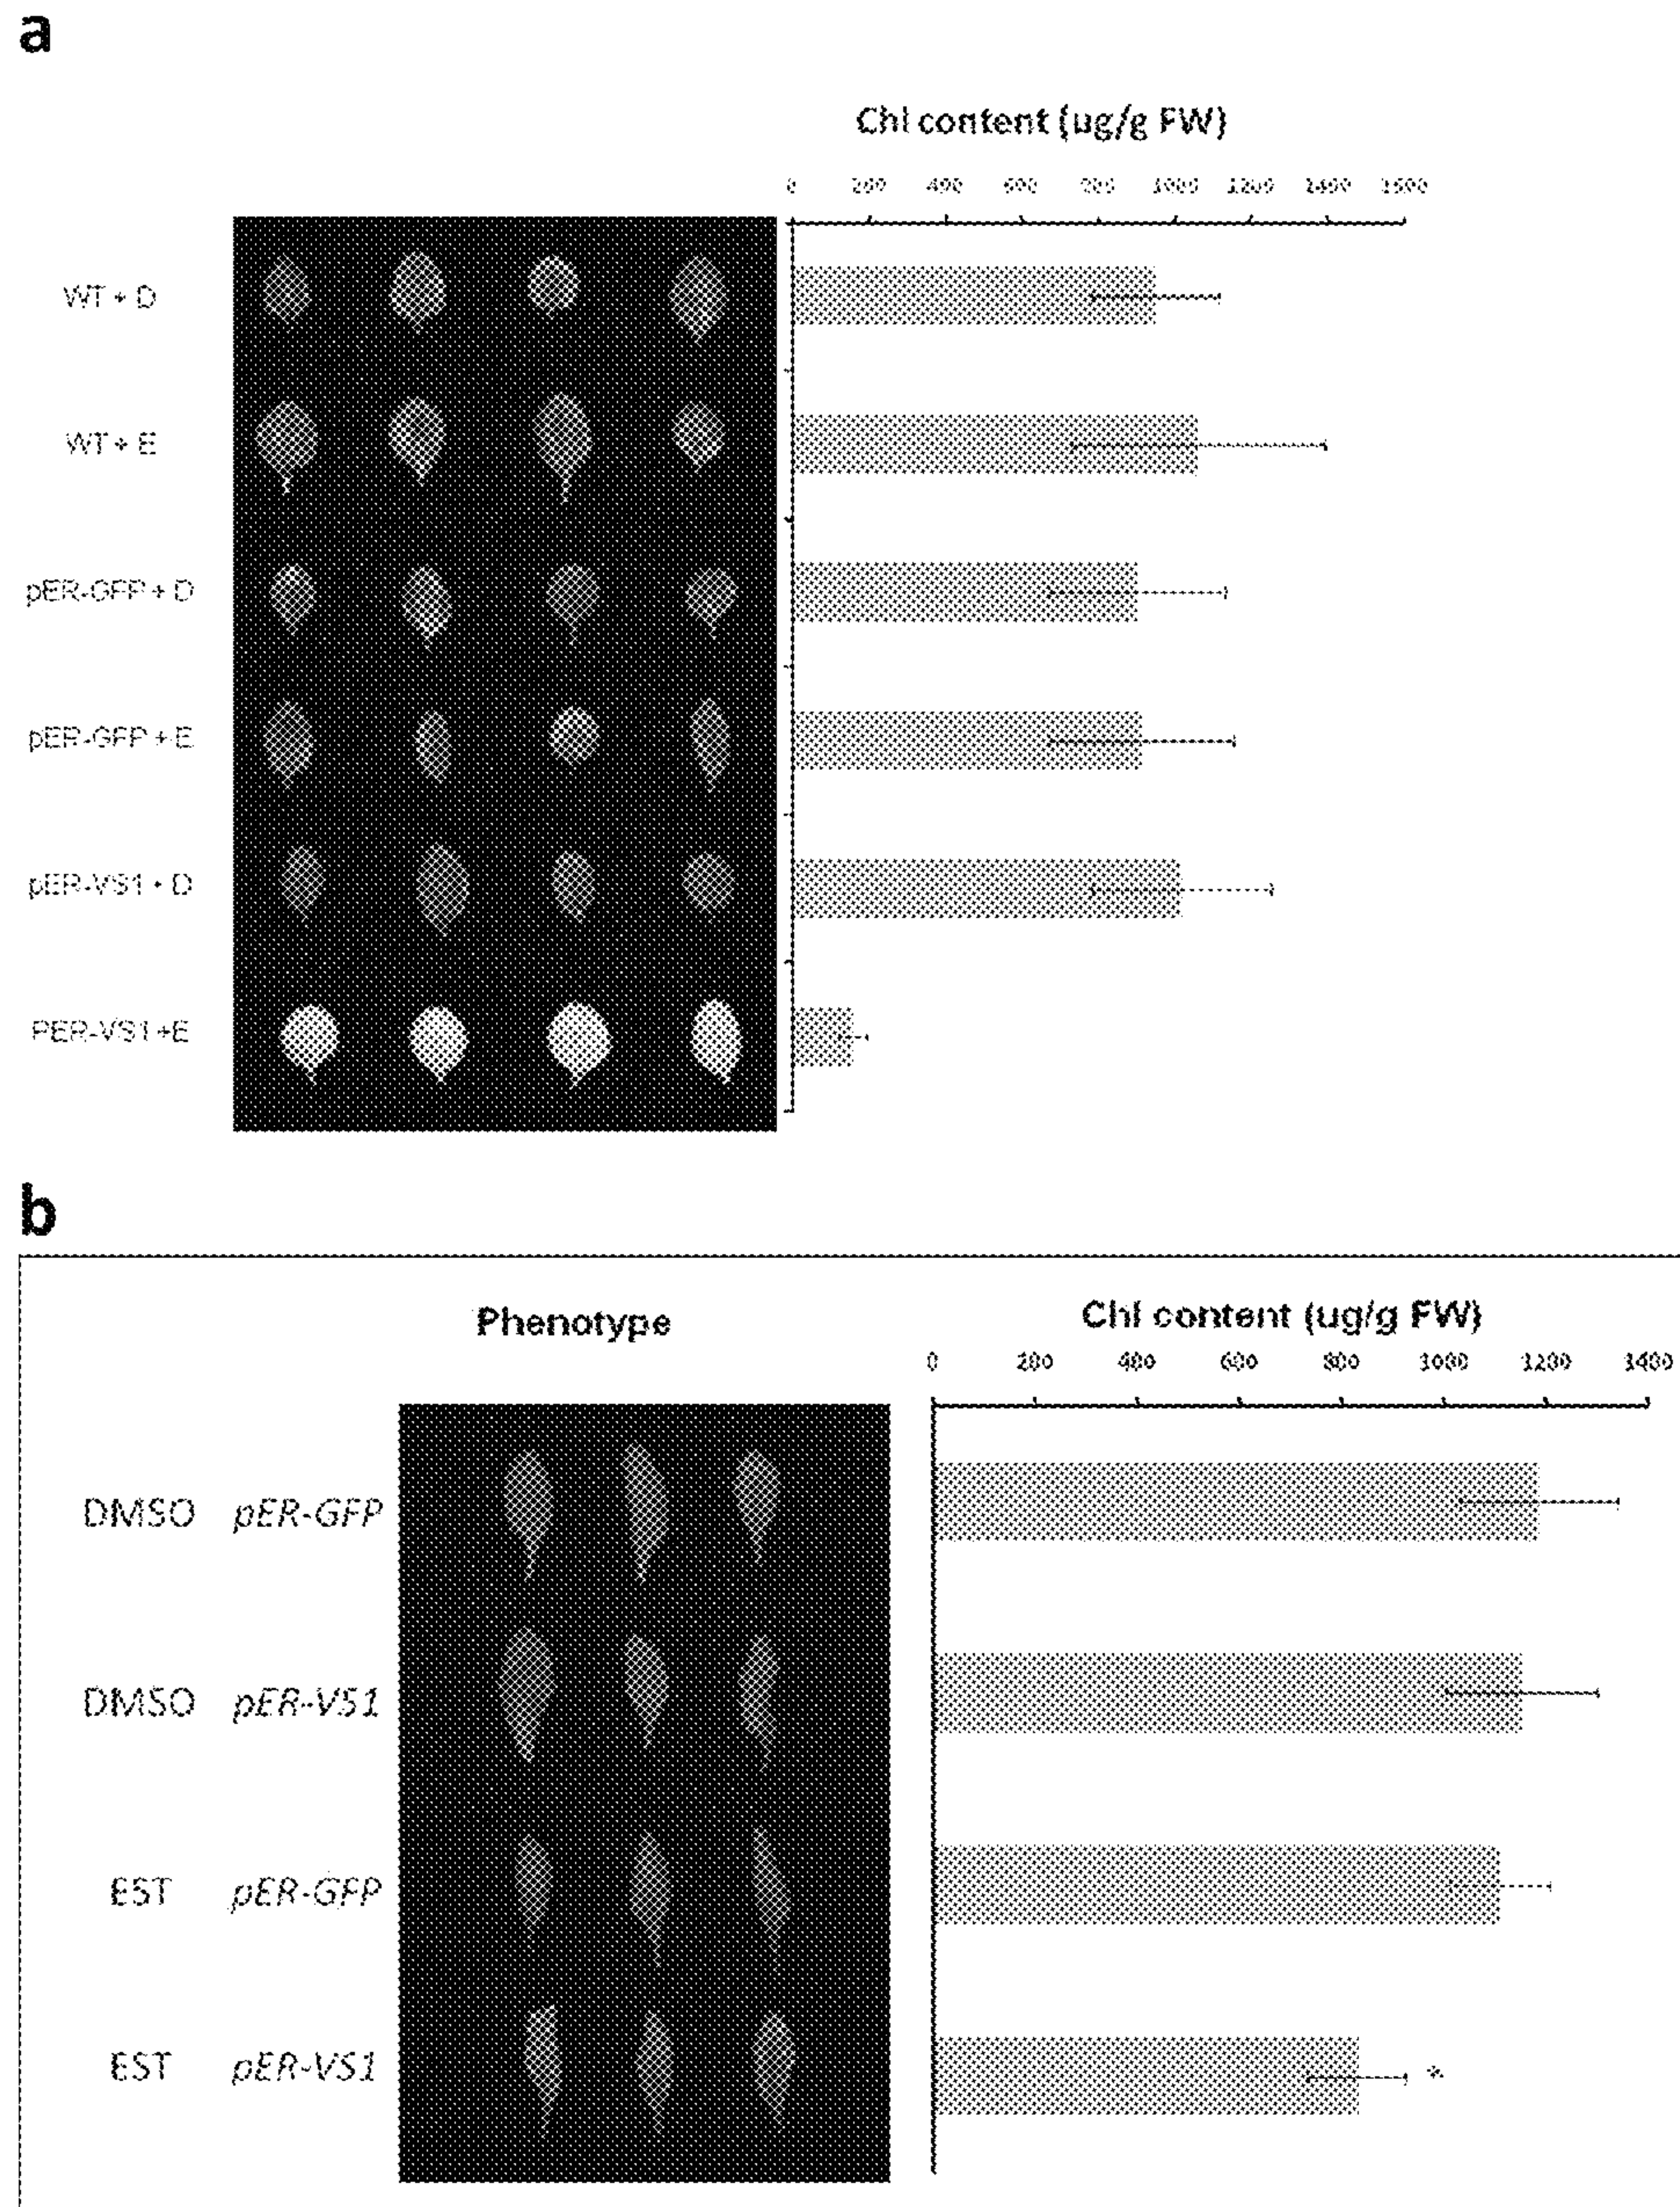 a
Chl content (ug/g FW)
0 200 400 600 800 1000 1200 1400 1600
WT + D
WT + E
pER-GFP + D
pER-GFP + E
pER-VS1 + D
PER-VS1 +E
b
Phenotype
Chl content (ug/g FW)
0 200 400 600 800 1000 1200 1400
DMSO pER-GFP
DMSO pER-VS1
EST pER-GFP
EST pER-VS1 *